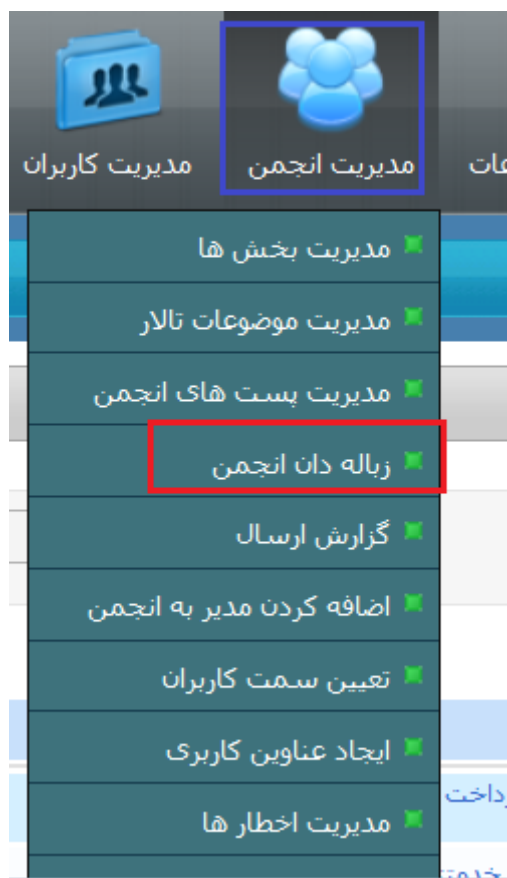 مدیریت انجمن
مدیریت کاربران
مدیریت بخش ها
مدیریت موضوعات تالار
مدیریت پست های انجمن
زباله دان انجمن
گزارش ارسال
اضافه کردن مدیر به انجمن
تعیین سمت کاربران
ایجاد عناوین کاربری
مدیریت اخطار ها